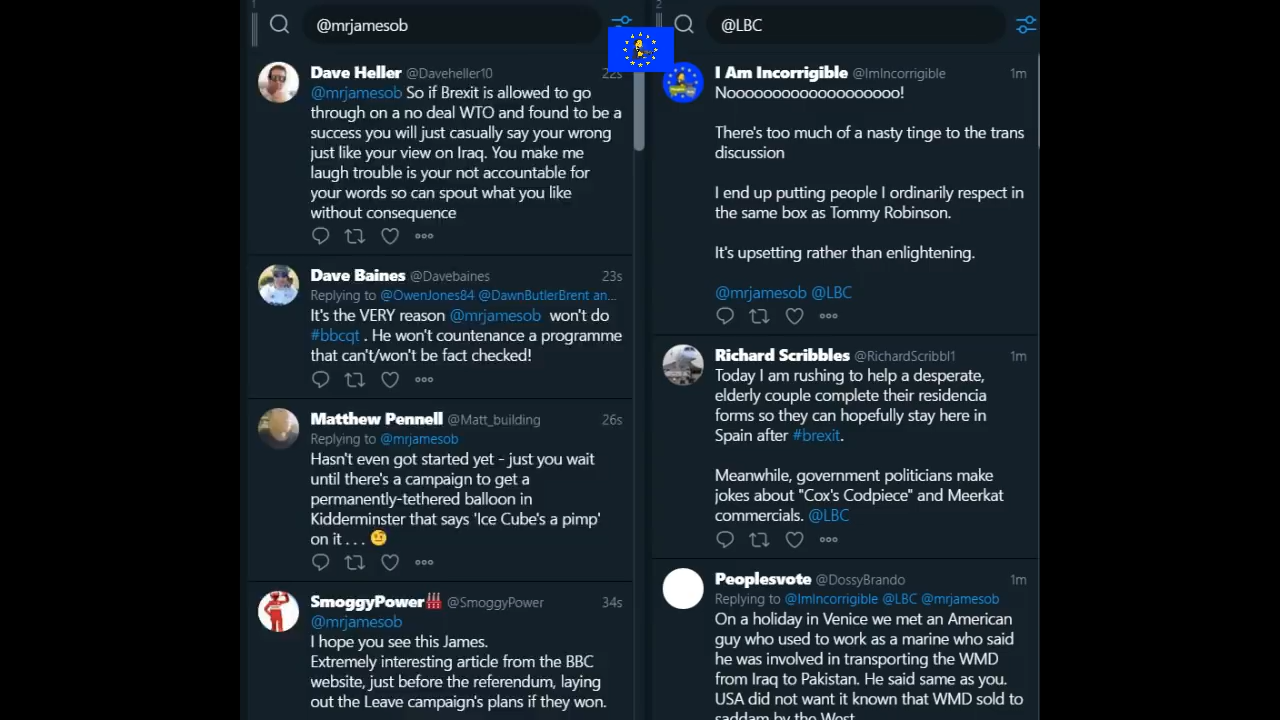 1
@mrjamesob
Dave Heller @Daveheller10 22s
@mrjamesob So if Brexit is allowed to go
through on a no deal WTO and found to be a
success you will just casually say your wrong
just like your view on Iraq. You make me
laugh trouble is your not accountable for
your words so can spout what you like
without consequence
Dave Baines @Davebaines 23s
Replying to @OwenJones84 @DawnButlerBrent an...
It's the VERY reason @mrjamesob won't do
#bbcqt . He won't countenance a programme
that can't/won't be fact checked!
Matthew Pennell @Matt_building 26s
Replying to @mrjamesob
Hasn't even got started yet - just you wait
until there's a campaign to get a
permanently-tethered balloon in
Kidderminster that says 'Ice Cube's a pimp'
on it . . . 🤨
SmoggyPower @SmoggyPower 34s
@mrjamesob
I hope you see this James.
Extremely interesting article from the BBC
website, just before the referendum, laying
out the Leave campaign's plans if they won.
2
@LBC
I Am Incorrigible @ImIncorrigible 1m
Noooooooooooooooooo!
There's too much of a nasty tinge to the trans
discussion
I end up putting people I ordinarily respect in
the same box as Tommy Robinson.
It's upsetting rather than enlightening.
@mrjamesob @LBC
Richard Scribbles @RichardScribbl1 1m
Today I am rushing to help a desperate,
elderly couple complete their residencia
forms so they can hopefully stay here in
Spain after #brexit.
Meanwhile, government politicians make
jokes about "Cox's Codpiece" and Meerkat
commercials. @LBC
Peoplesvote @DossyBrando 1m
Replying to @ImIncorrigible @LBC @mrjamesob
On a holiday in Venice we met an American
guy who used to work as a marine who said
he was involved in transporting the WMD
from Iraq to Pakistan. He said same as you.
USA did not want it known that WMD sold to
saddam by the West.